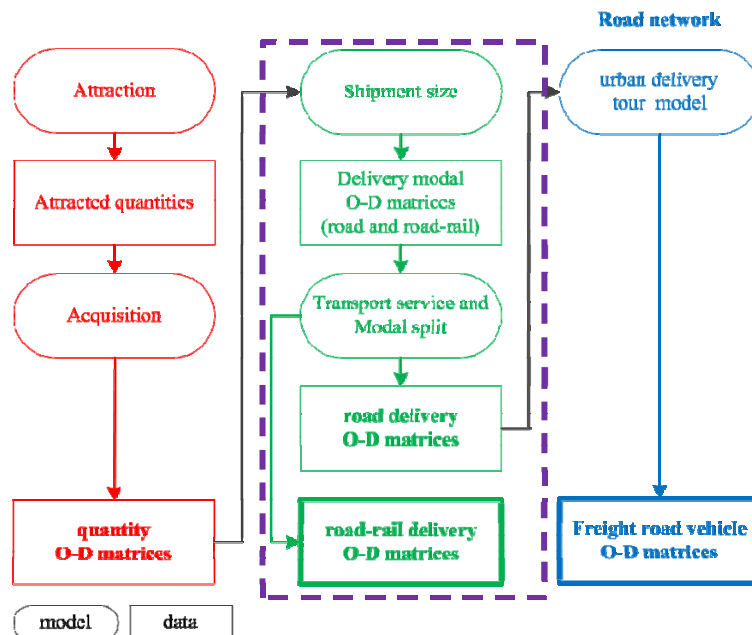 Road network
Attraction
Attracted quantities
Acquisition
quantity
O-D matrices
Shipment size
Delivery modal
O-D matrices
(road and road-rail)
Transport service and
Modal split
road delivery
O-D matrices
road-rail delivery
O-D matrices
urban delivery
tour model
Freight road vehicle
O-D matrices
model
data